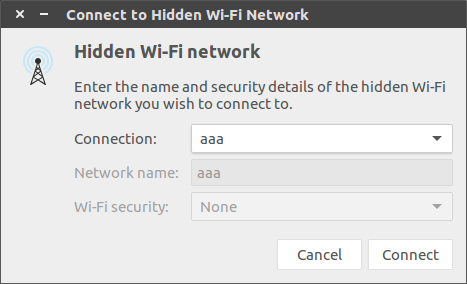 Connect to Hidden Wi-Fi Network
Hidden Wi-Fi network
Enter the name and security details of the hidden Wi-Fi
network you wish to connect to.
Connection: aaa
Network name: aaa
Wi-Fi security: None
Cancel Connect